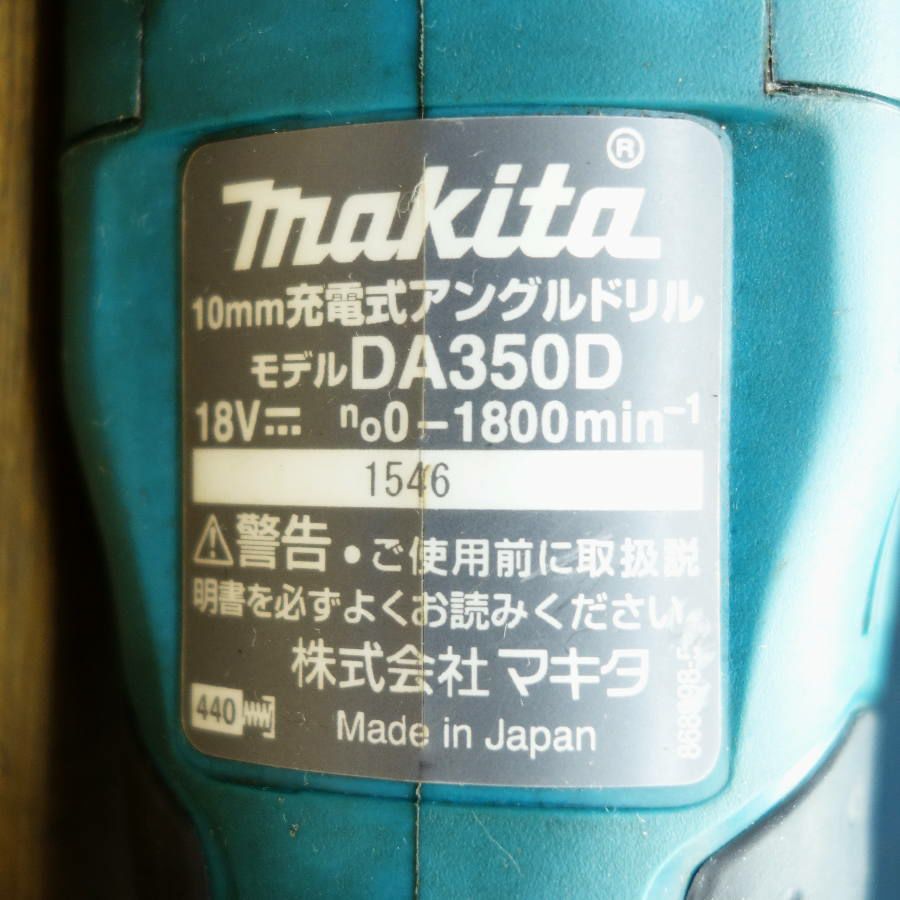 makita®
10mm充電式アングルドリル
モデルDA350D
18V⎓ n₀0-1800min⁻¹
1546
⚠警告・ご使用前に取扱説
明書を必ずよくお読みください。
株式会社マキタ
440
Made in Japan